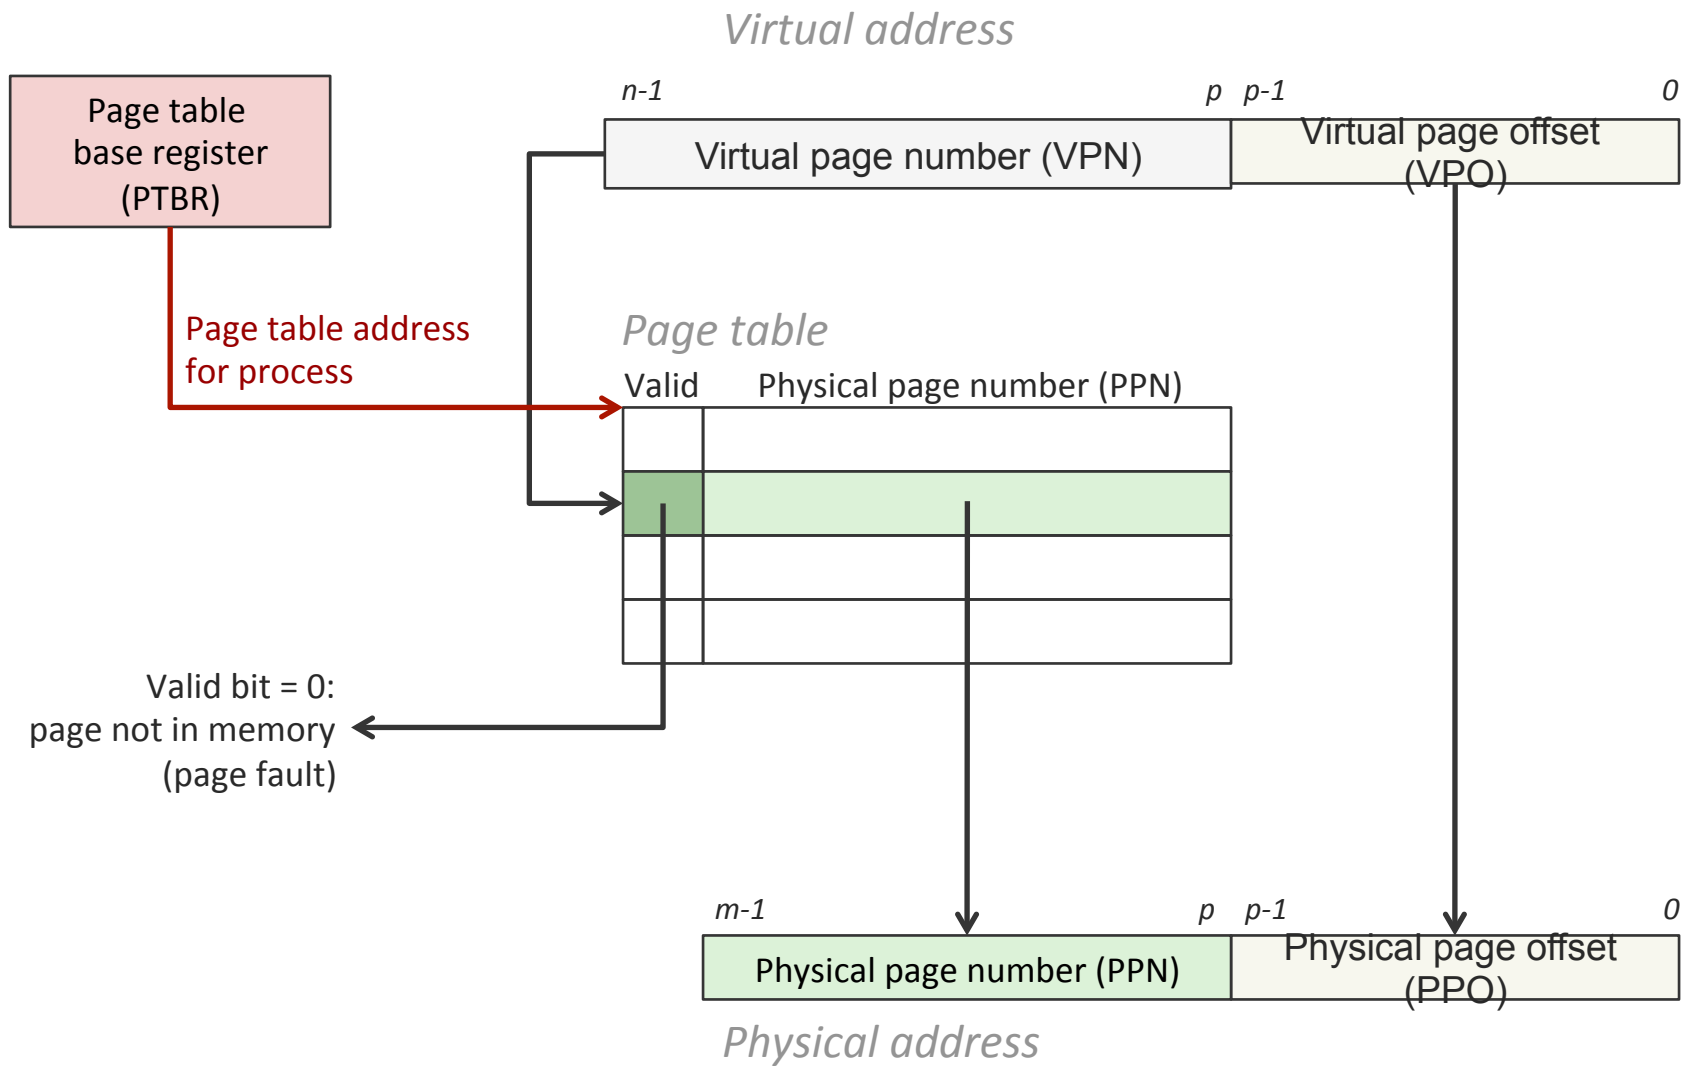 Virtual address
Page table
base register
(PTBR)
n-1
p
p-1
0
Virtual page number (VPN)
Virtual page offset
(VPO)
Page table address
for process
Page table
Valid
Physical page number (PPN)
Valid bit = 0:
page not in memory
(page fault)
m-1
p
p-1
0
Physical page number (PPN)
Physical page offset
(PPO)
Physical address